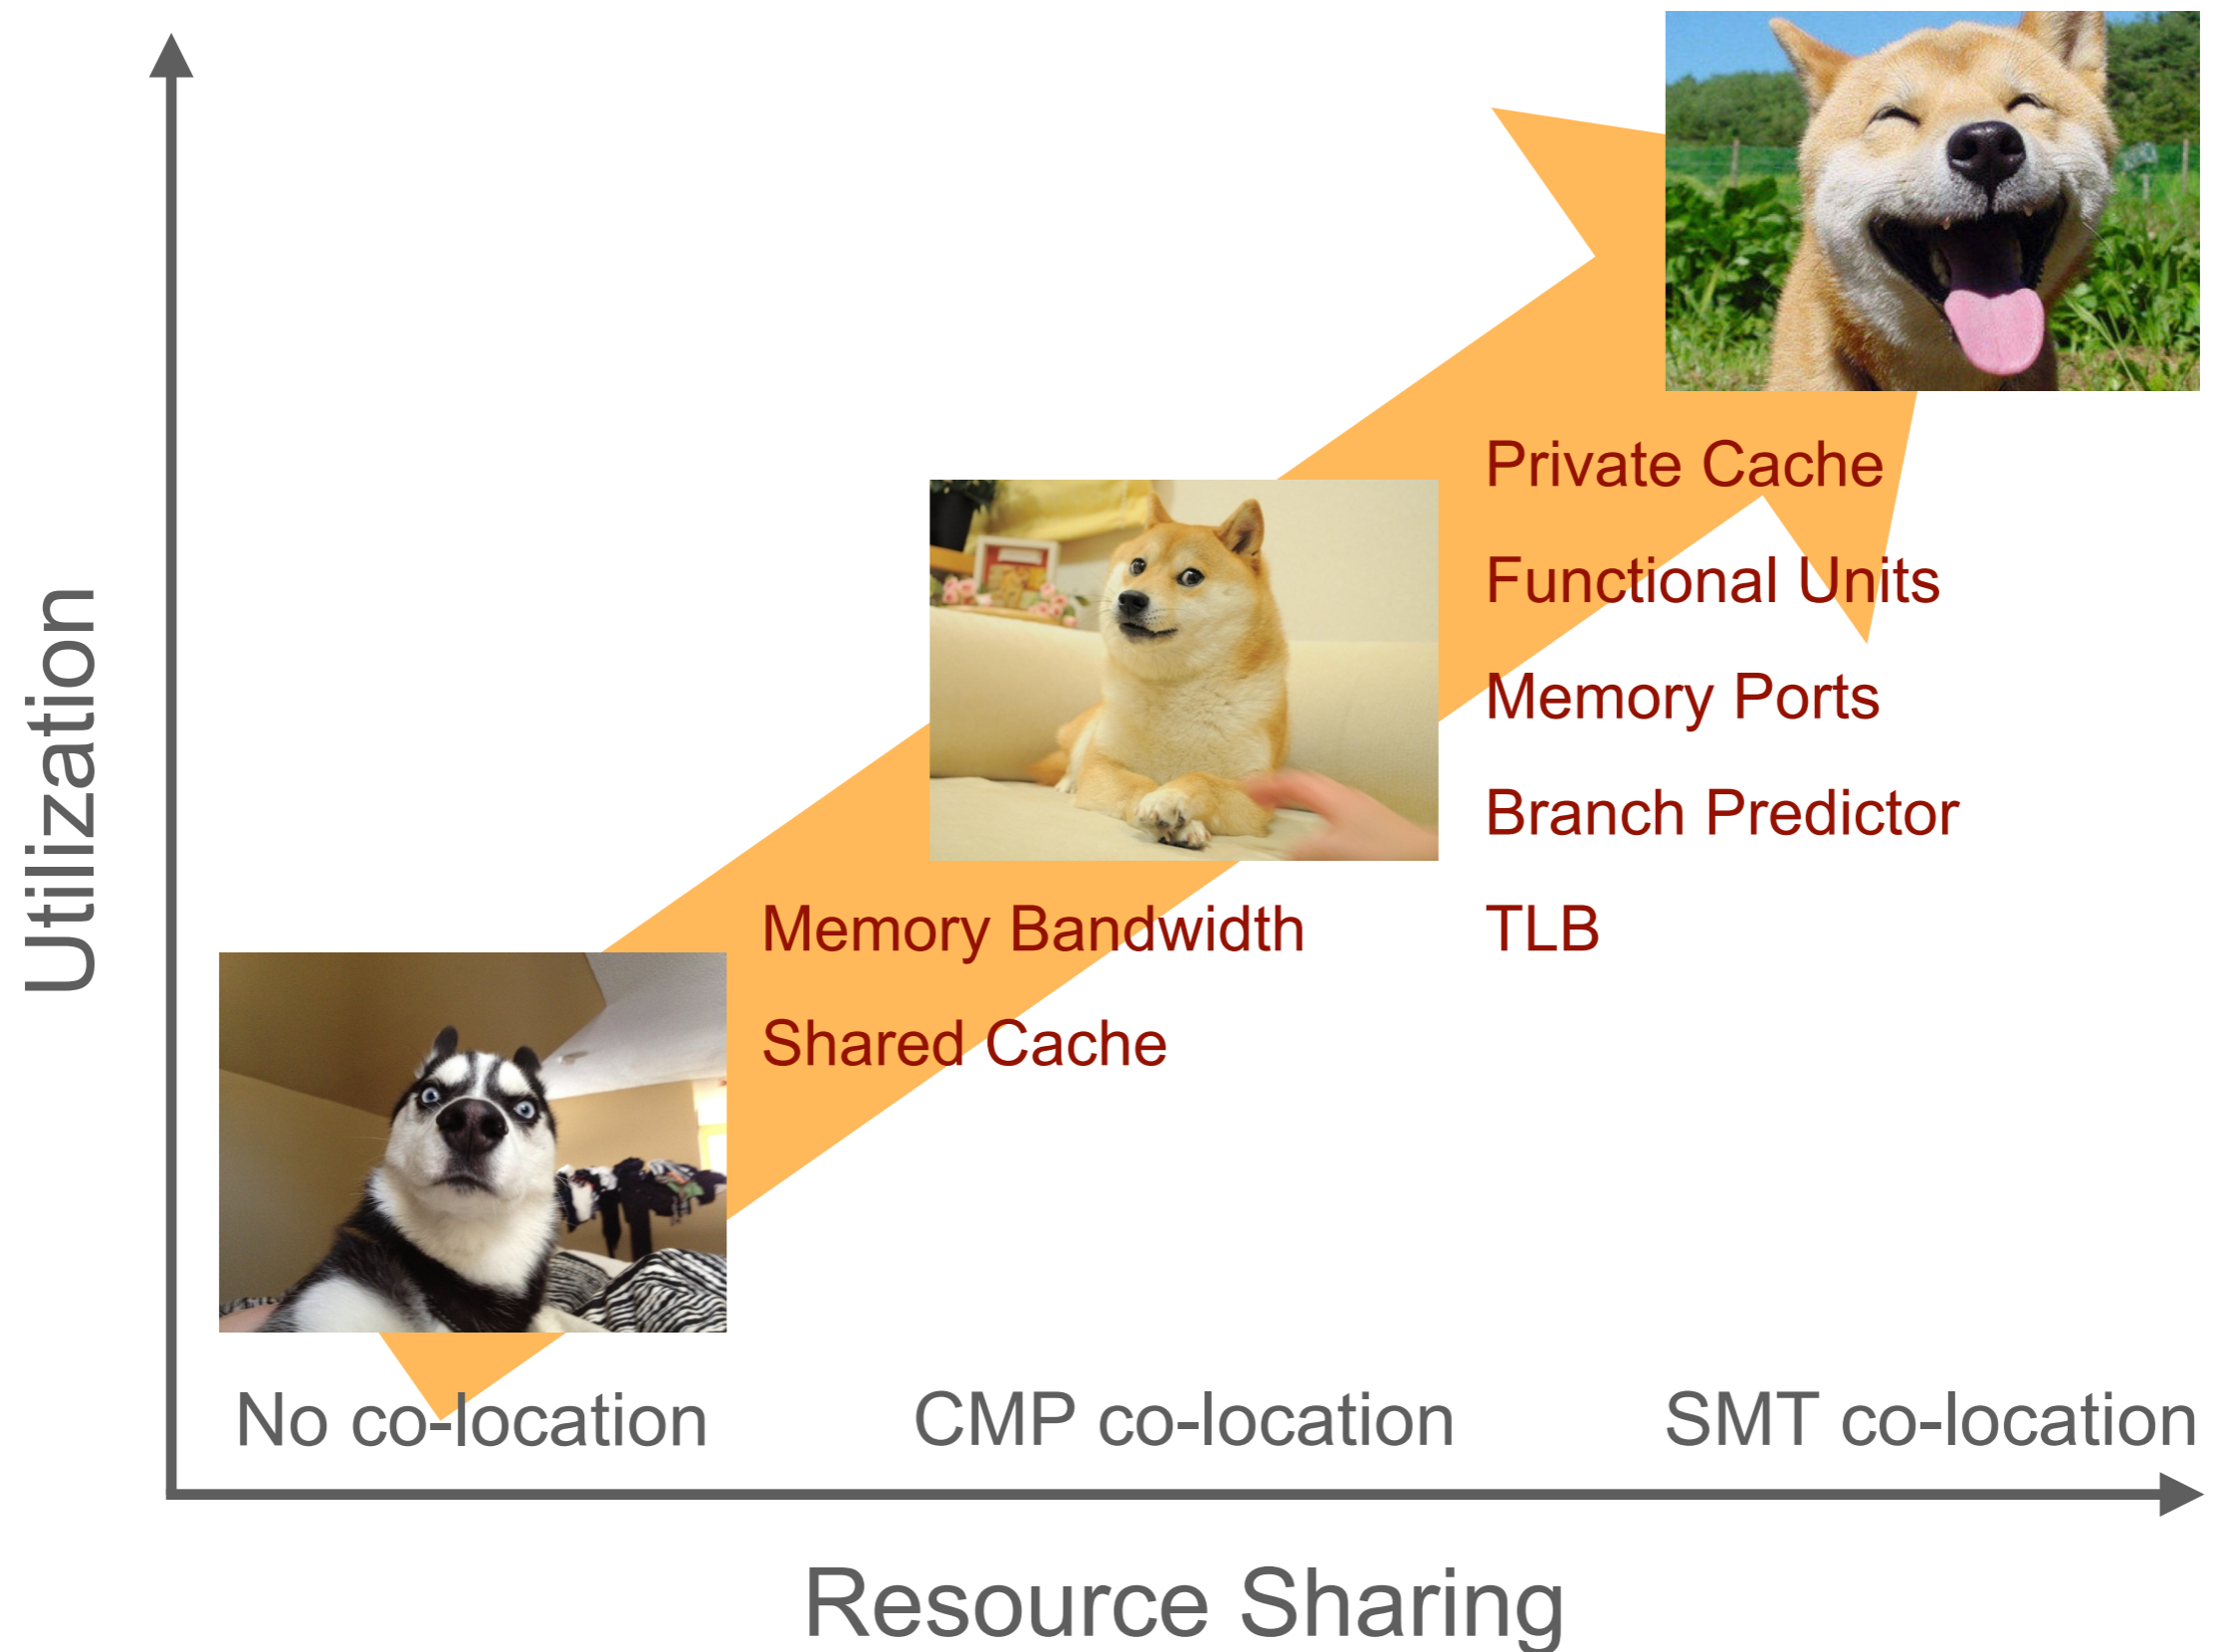 Utilization
Private Cache
Functional Units
Memory Ports
Branch Predictor
Memory Bandwidth
TLB
Shared Cache
No co-location
CMP co-location
SMT co-location
Resource Sharing